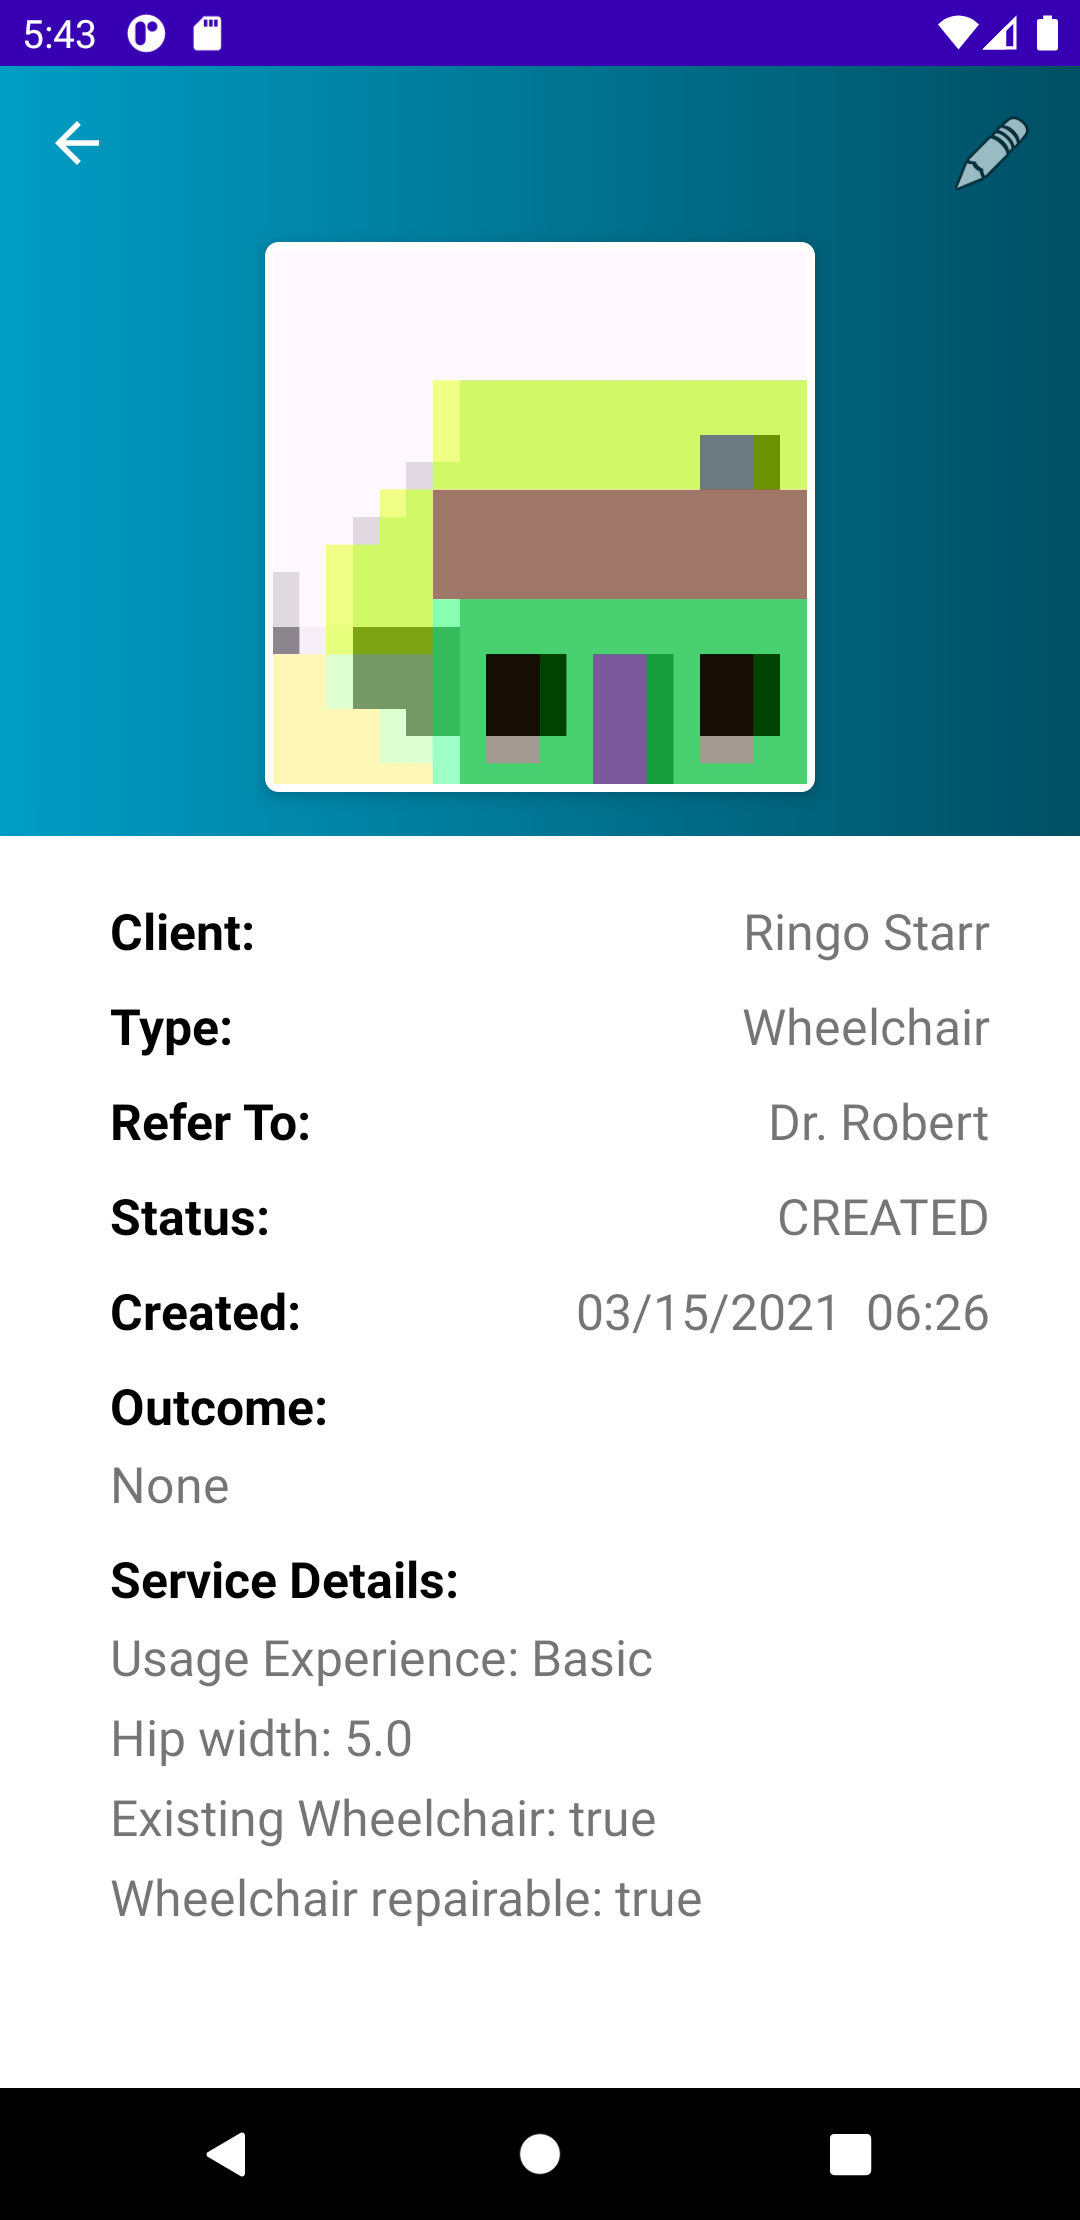 5:43
Client: Ringo Starr
Type: Wheelchair
Refer To: Dr. Robert
Status: CREATED
Created: 03/15/2021 06:26
Outcome:
None
Service Details:
Usage Experience: Basic
Hip width: 5.0
Existing Wheelchair: true
Wheelchair repairable: true